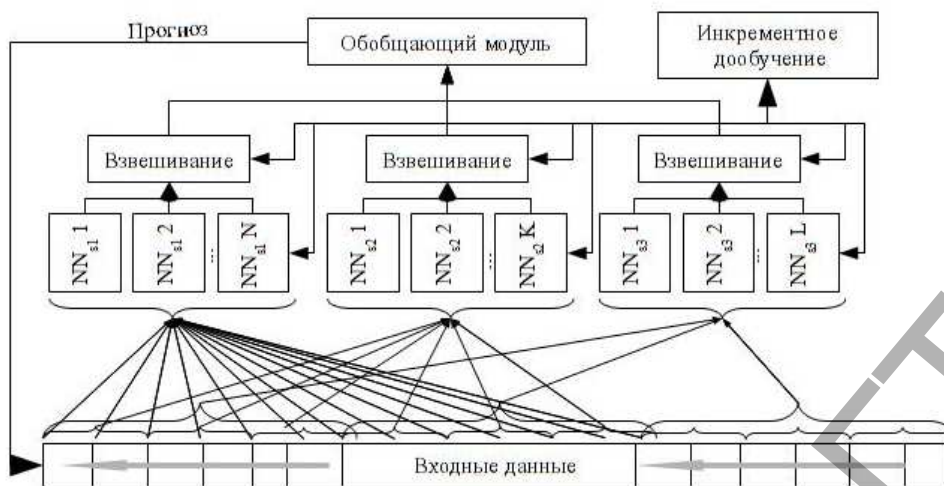 Прогноз
Обобщающий модуль
Инкрементное
дообучение
Взвешивание
Взвешивание
Взвешивание
NNs1 1
NNs1 2
...
NNs1 N
NNs2 1
NNs2 2
...
NNs2 K
NNs3 1
NNs3 2
...
NNs3 L
Входные данные